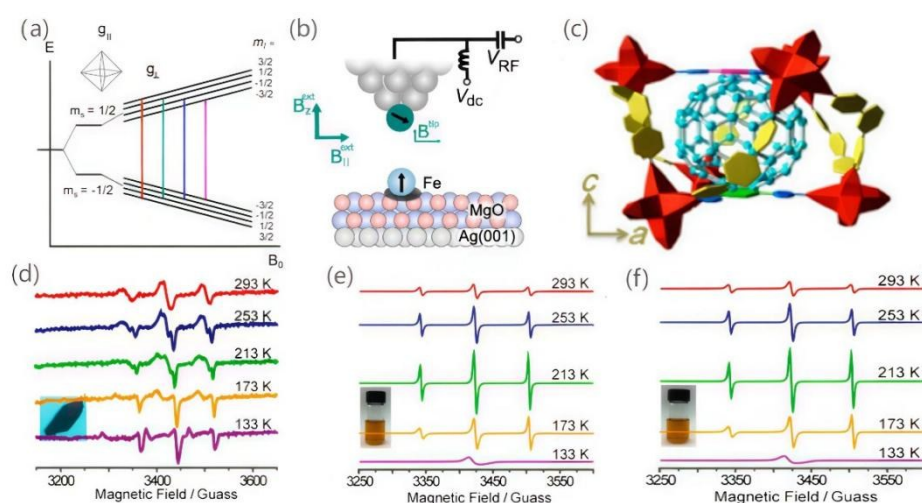 (a)
E
g||
g⊥
mI =
3/2
1/2
-1/2
-3/2
ms = 1/2
ms = -1/2
-3/2
-1/2
1/2
3/2
B0
(b)
VRF
Vdc
Bz^ext
B||^ext
B^tip
Fe
MgO
Ag(001)
(c)
c
a
(d)
293 K
253 K
213 K
173 K
133 K
3200 3400 3600
Magnetic Field / Guass
(e)
293 K
253 K
213 K
173 K
133 K
3250 3350 3450 3550
Magnetic Field / Guass
(f)
293 K
253 K
213 K
173 K
133 K
3250 3350 3450 3550
Magnetic Field / Guass